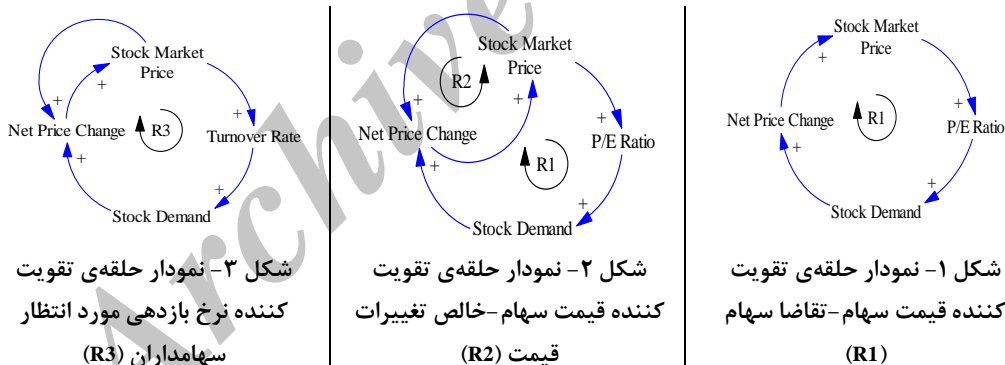 Stock Market
Price
+
+
+
Net Price Change
R3
Turnover Rate
+
+
Stock Demand
شکل ۳- نمودار حلقه‌ی تقویت
کننده نرخ بازدهی مورد انتظار
سهامداران (R3)
Stock Market
Price
R2
+
+
+
Net Price Change
P/E Ratio
R1
+
+
Stock Demand
شکل ۲- نمودار حلقه‌ی تقویت
کننده قیمت سهام-خالص تغییرات
قیمت (R2)
Stock Market
Price
+
+
Net Price Change
R1
P/E Ratio
+
+
Stock Demand
شکل ۱- نمودار حلقه‌ی تقویت
کننده قیمت سهام-تقاضا سهام
(R1)
Archive